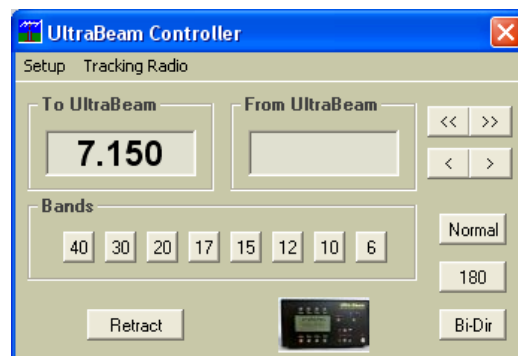 UltraBeam Controller
Setup Tracking Radio
To UltraBeam
From UltraBeam
7.150
<< >>
< >
Bands
40 30 20 17 15 12 10 6
Normal
180
Retract
Bi-Dir